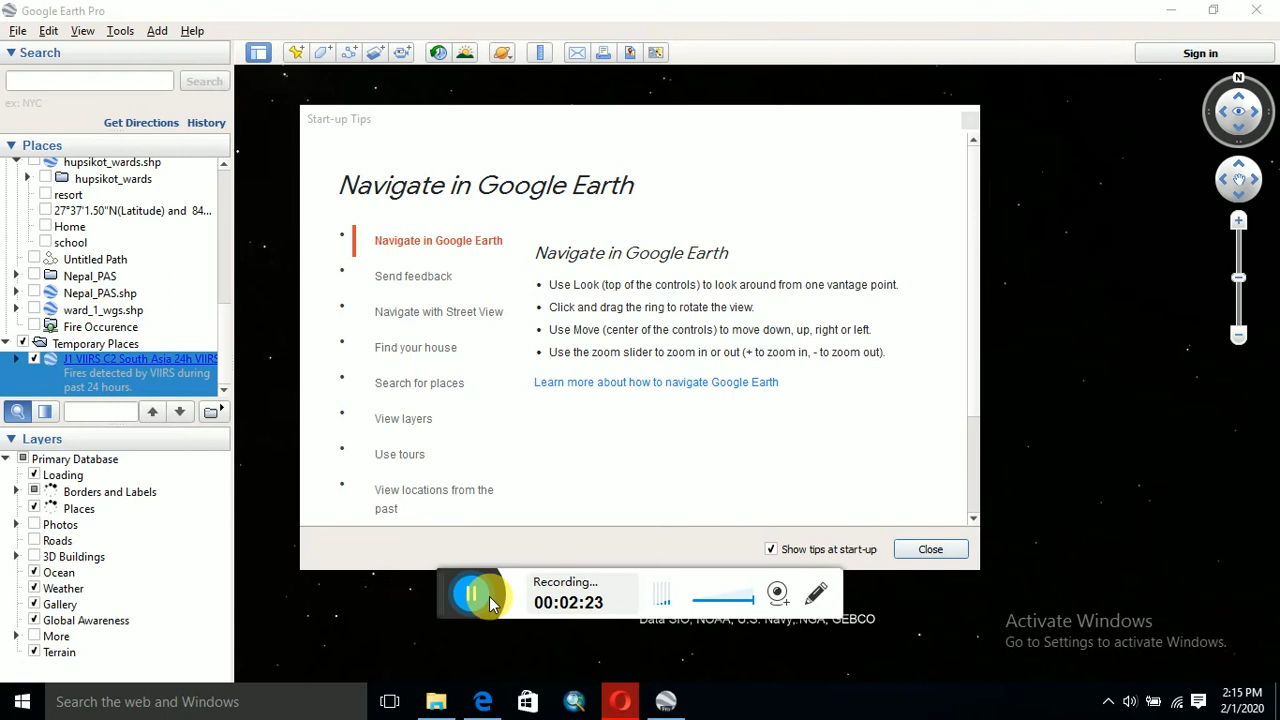 Google Earth Pro
File Edit View Tools Add Help
Search
Search
ex: NYC
Get Directions History
Places
hupsikot_wards.shp
hupsikot_wards
resort
27°37'1.50"N(Latitude) and 84...
Home
school
Untitled Path
Nepal_PAS
Nepal_PAS.shp
ward_1_wgs.shp
Fire Occurence
Temporary Places
J1 VIIRS C2 South Asia 24h VIIRS
Fires detected by VIIRS during
past 24 hours.
Layers
Primary Database
Loading
Borders and Labels
Places
Photos
Roads
3D Buildings
Ocean
Weather
Gallery
Global Awareness
More
Terrain
Sign in
N
Start-up Tips
Navigate in Google Earth
Navigate in Google Earth
Send feedback
Navigate with Street View
Find your house
Search for places
View layers
Use tours
View locations from the
past
Navigate in Google Earth
Use Look (top of the controls) to look around from one vantage point.
Click and drag the ring to rotate the view.
Use Move (center of the controls) to move down, up, right or left.
Use the zoom slider to zoom in or out (+ to zoom in, - to zoom out).
Learn more about how to navigate Google Earth
Show tips at start-up
Close
Recording...
00:02:23
Data SIO, NOAA, U.S. Navy, NGA, GEBCO
Activate Windows
Go to Settings to activate Windows.
Search the web and Windows
2:15 PM
2/1/2020